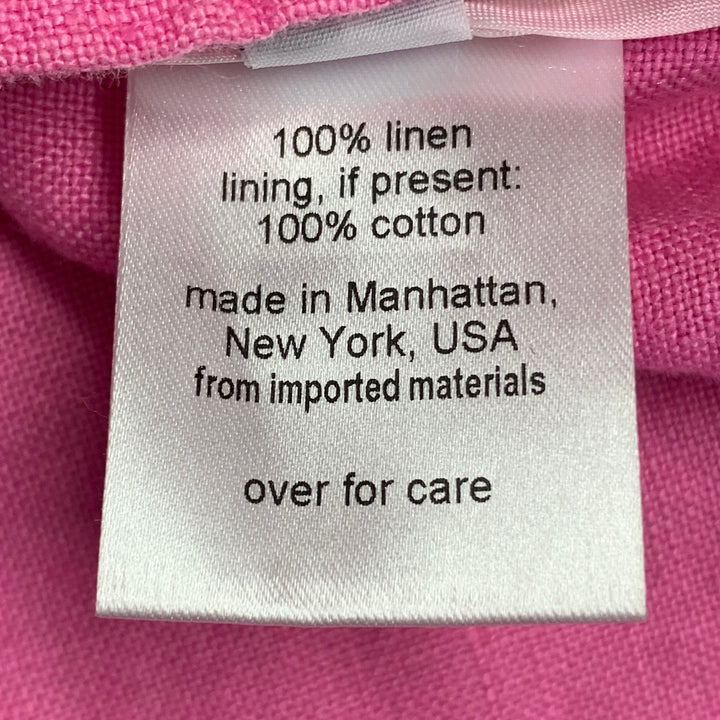 100% linen
lining, if present:
100% cotton
made in Manhattan,
New York, USA
from imported materials
over for care